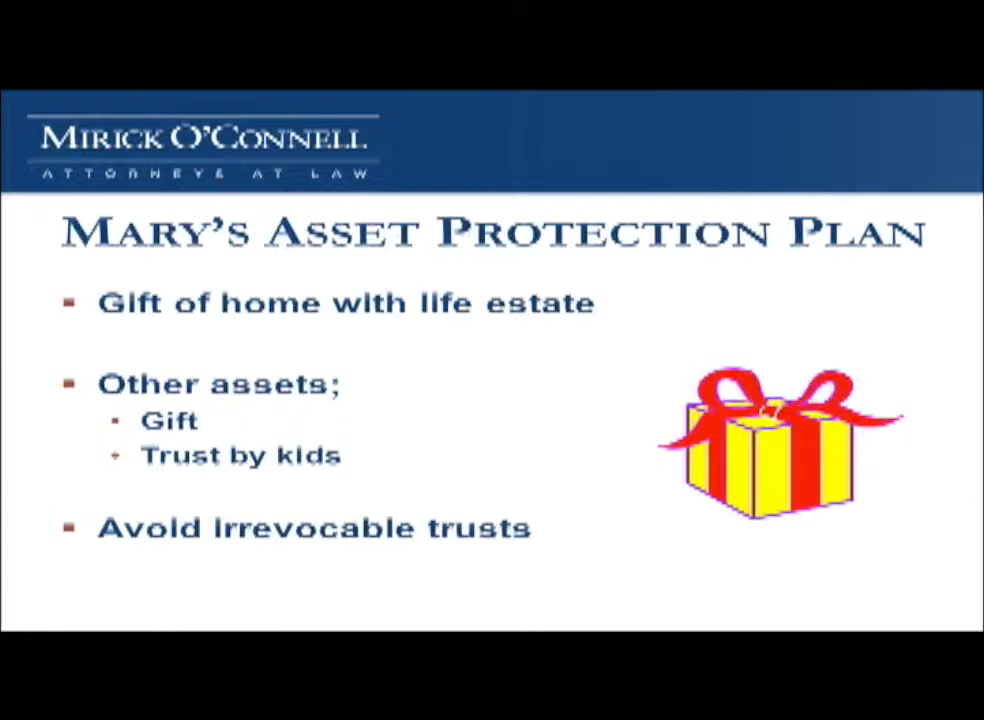 MIRICK O'CONNELL
ATTORNEYS AT LAW
MARY'S ASSET PROTECTION PLAN
Gift of home with life estate
Other assets;
Gift
Trust by kids
Avoid irrevocable trusts